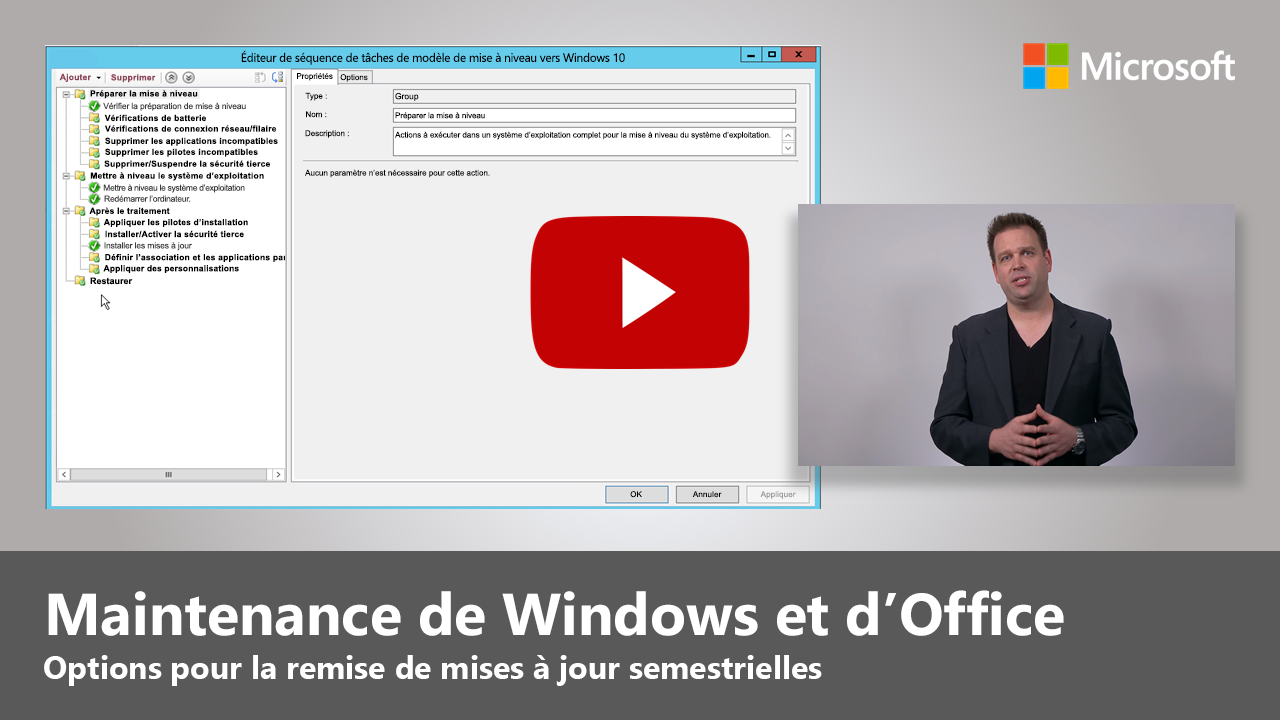 Éditeur de séquence de tâches de modèle de mise à niveau vers Windows 10
Microsoft
Ajouter
Supprimer
Propriétés
Options
Préparer la mise à niveau
Vérifier la préparation de mise à niveau
Vérifications de batterie
Vérifications de connexion réseau/filaire
Supprimer les applications incompatibles
Supprimer les pilotes incompatibles
Supprimer/Suspendre la sécurité tierce
Mettre à niveau le système d'exploitation
Mettre à niveau le système d'exploitation
Redémarrer l'ordinateur.
Après le traitement
Appliquer les pilotes d'installation
Installer/Activer la sécurité tierce
Installer les mises à jour
Définir l'association et les applications par
Appliquer des personnalisations
Restaurer
Type :
Group
Nom :
Préparer la mise à niveau
Description :
Actions à exécuter dans un système d'exploitation complet pour la mise à niveau du système d'exploitation.
Aucun paramètre n'est nécessaire pour cette action.
OK
Annuler
Appliquer
Maintenance de Windows et d’Office
Options pour la remise de mises à jour semestrielles